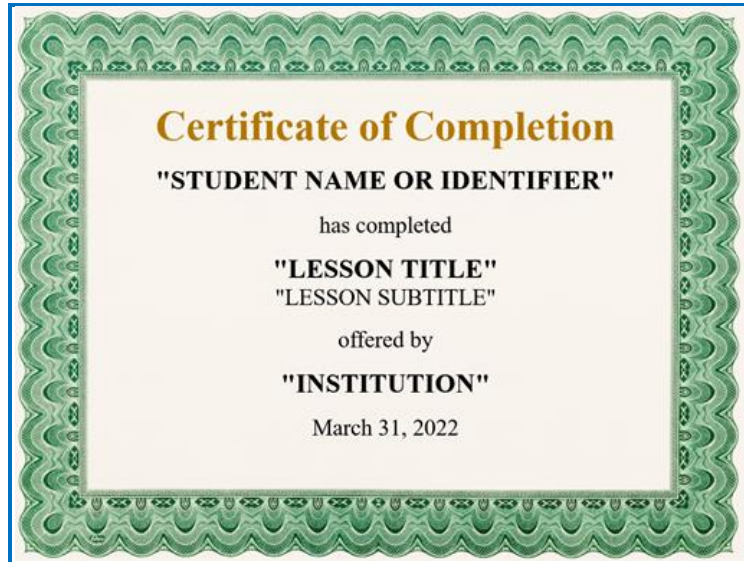 Certificate of Completion
"STUDENT NAME OR IDENTIFIER"
has completed
"LESSON TITLE"
"LESSON SUBTITLE"
offered by
"INSTITUTION"
March 31, 2022